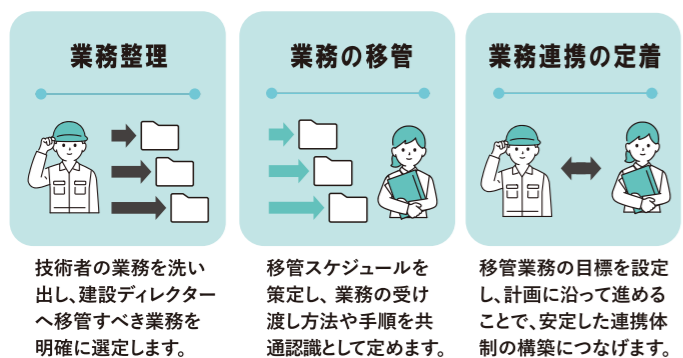 業務整理
業務の移管
業務連携の定着
技術者の業務を洗い
出し、建設ディレクター
へ移管すべき業務を
明確に選定します。
移管スケジュールを
策定し、業務の受け
渡し方法や手順を共
通認識として定めます。
移管業務の目標を設定
し、計画に沿って進める
ことで、安定した連携体
制の構築につなげます。